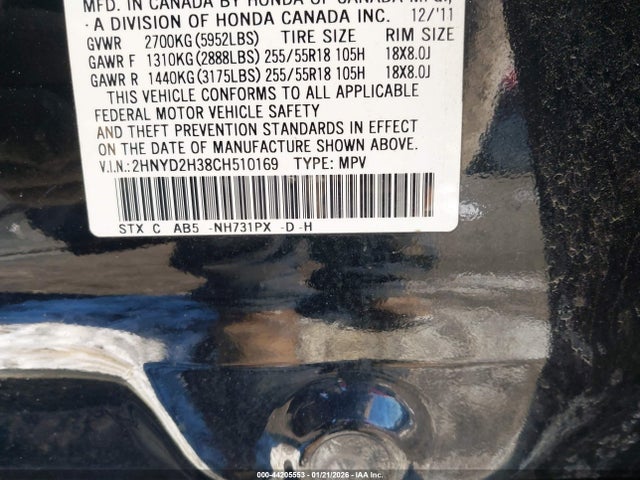 MFD. IN CANADA BY HONDA OF CANADA MFG.,
· A DIVISION OF HONDA CANADA INC. 12/'11
GVWR 2700KG(5952LBS) TIRE SIZE RIM SIZE
GAWR F 1310KG(2888LBS) 255/55R18 105H 18X8.0J
GAWR R 1440KG(3175LBS) 255/55R18 105H 18X8.0J
THIS VEHICLE CONFORMS TO ALL APPLICABLE
FEDERAL MOTOR VEHICLE SAFETY
AND THEFT PREVENTION STANDARDS IN EFFECT
ON THE DATE OF MANUFACTURE SHOWN ABOVE.
V.I.N.:2HNYD2H38CH510169 TYPE: MPV
STX C AB5 -NH731PX -D-H
000-44205553 - 01/21/2026 - IAA Inc.